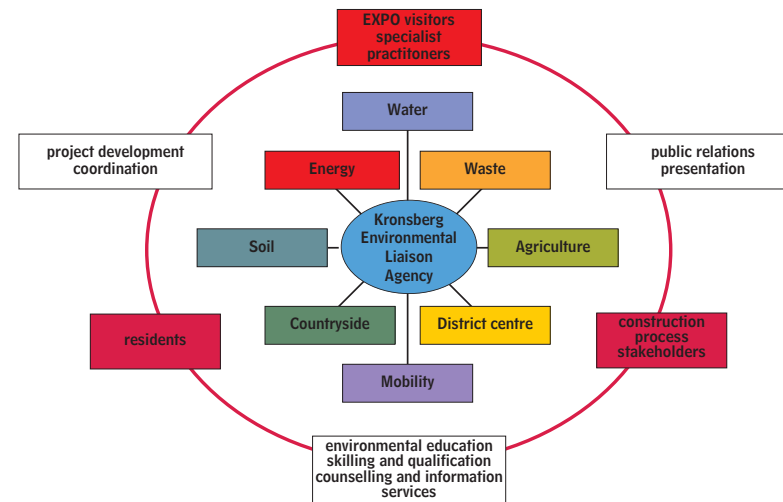 EXPO visitors
specialist
practitoners
Water
project development
coordination
public relations
presentation
Energy
Waste
Kronsberg
Environmental
Liaison
Agency
Soil
Agriculture
Countryside
District centre
residents
construction
process
stakeholders
Mobility
environmental education
skilling and qualification
counselling and information
services